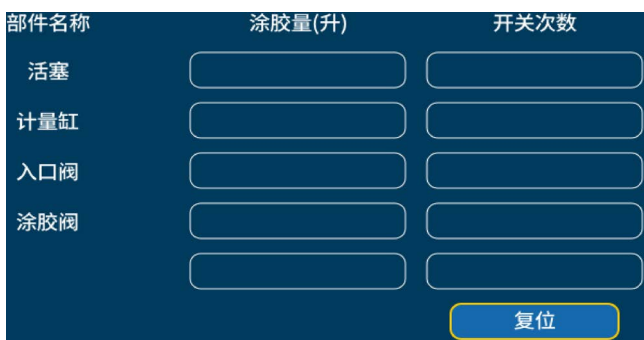 部件名称 涂胶量(升) 开关次数
活塞
计量缸
入口阀
涂胶阀
复位